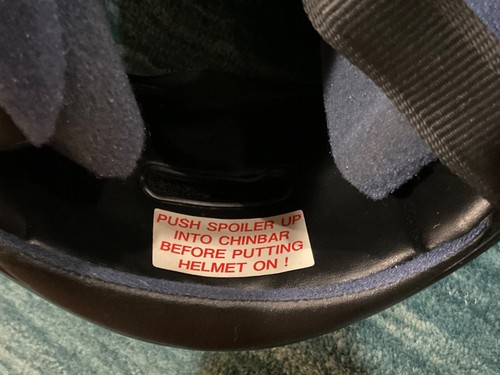 PUSH SPOILER UP
INTO CHINBAR
BEFORE PUTTING
HELMET ON !